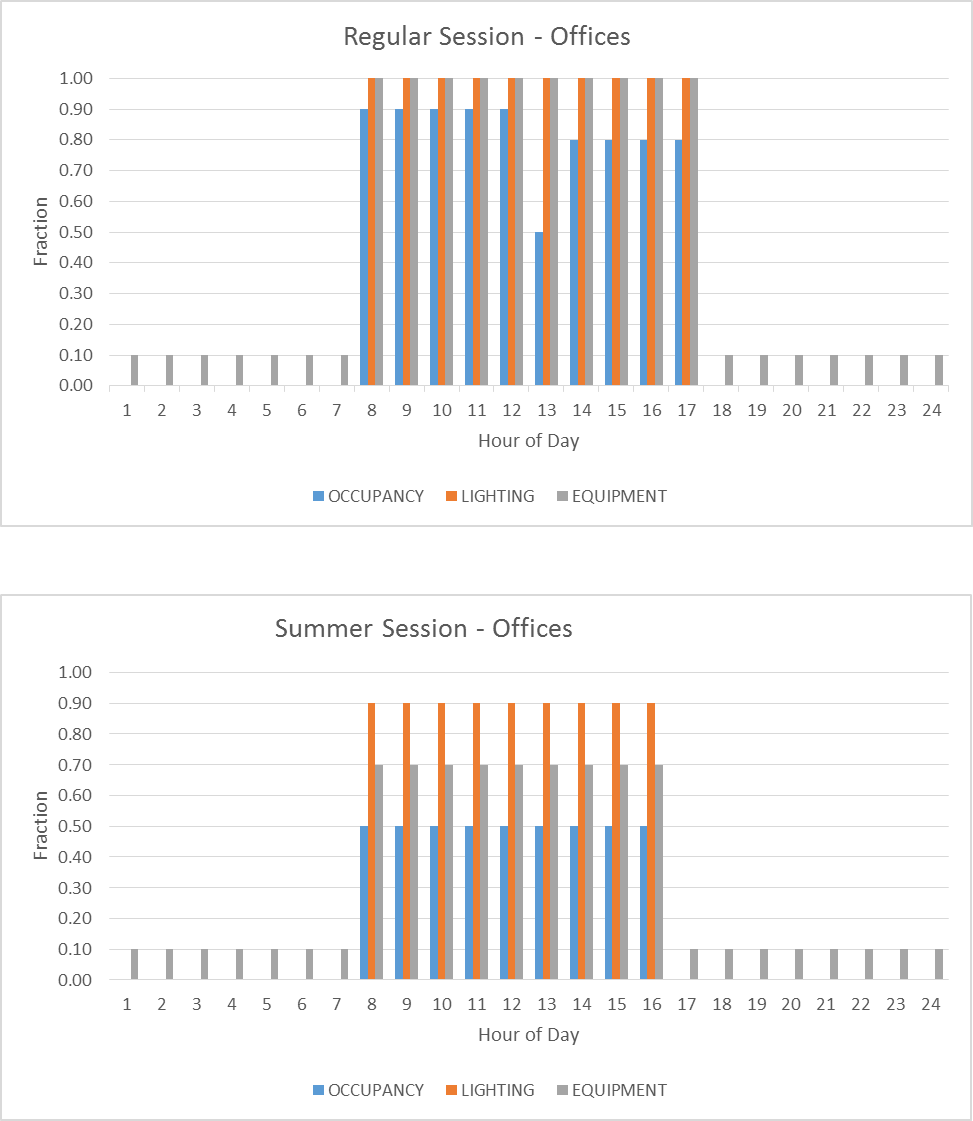 Regular Session - Offices
1.00
0.90
0.80
0.70
0.60
0.50
0.40
0.30
0.20
0.10
0.00
Fraction
1 2 3 4 5 6 7 8 9 10 11 12 13 14 15 16 17 18 19 20 21 22 23 24
Hour of Day
OCCUPANCY LIGHTING EQUIPMENT
Summer Session - Offices
1.00
0.90
0.80
0.70
0.60
0.50
0.40
0.30
0.20
0.10
0.00
Fraction
1 2 3 4 5 6 7 8 9 10 11 12 13 14 15 16 17 18 19 20 21 22 23 24
Hour of Day
OCCUPANCY LIGHTING EQUIPMENT